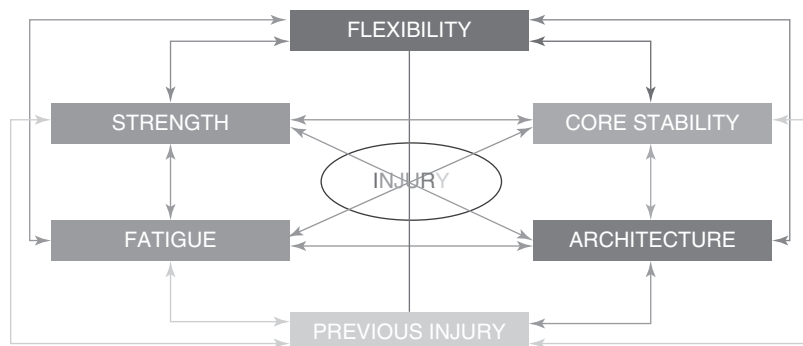 FLEXIBILITY
STRENGTH
CORE STABILITY
INJURY
FATIGUE
ARCHITECTURE
PREVIOUS INJURY